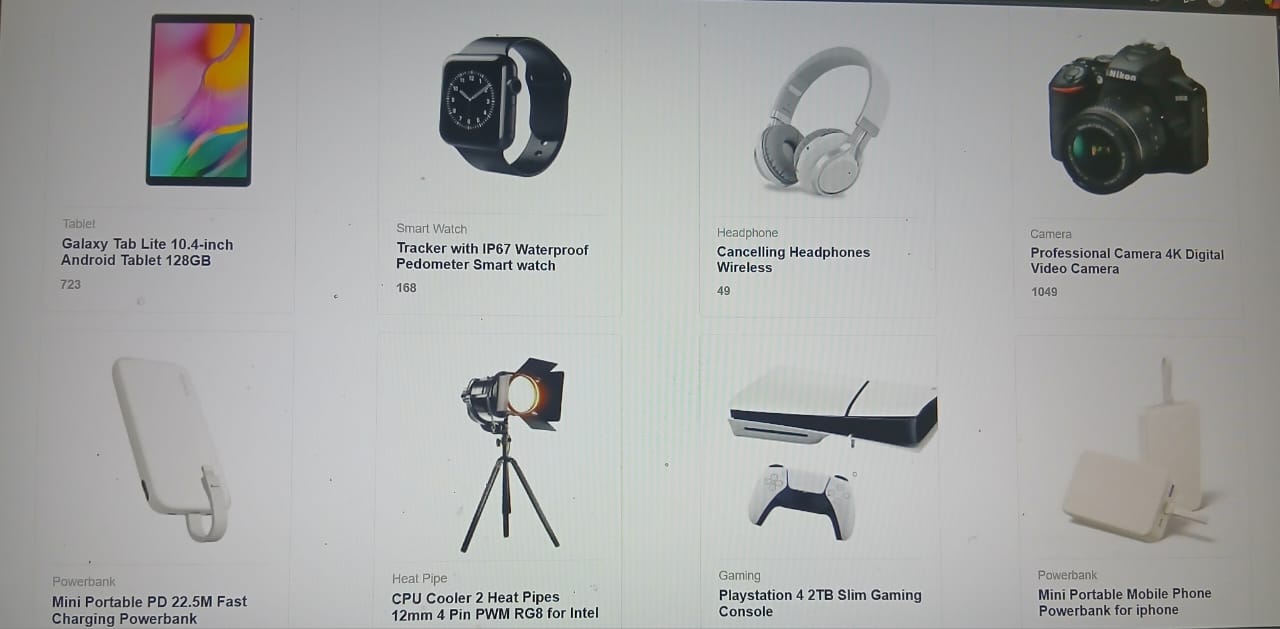 Nikon
Tablet
Galaxy Tab Lite 10.4-inch
Android Tablet 128GB
723
Smart Watch
Tracker with IP67 Waterproof
Pedometer Smart watch
168
Headphone
Cancelling Headphones
Wireless
49
Camera
Professional Camera 4K Digital
Video Camera
1049
Powerbank
Mini Portable PD 22.5M Fast
Charging Powerbank
Heat Pipe
CPU Cooler 2 Heat Pipes
12mm 4 Pin PWM RG8 for Intel
Gaming
Playstation 4 2TB Slim Gaming
Console
Powerbank
Mini Portable Mobile Phone
Powerbank for iphone